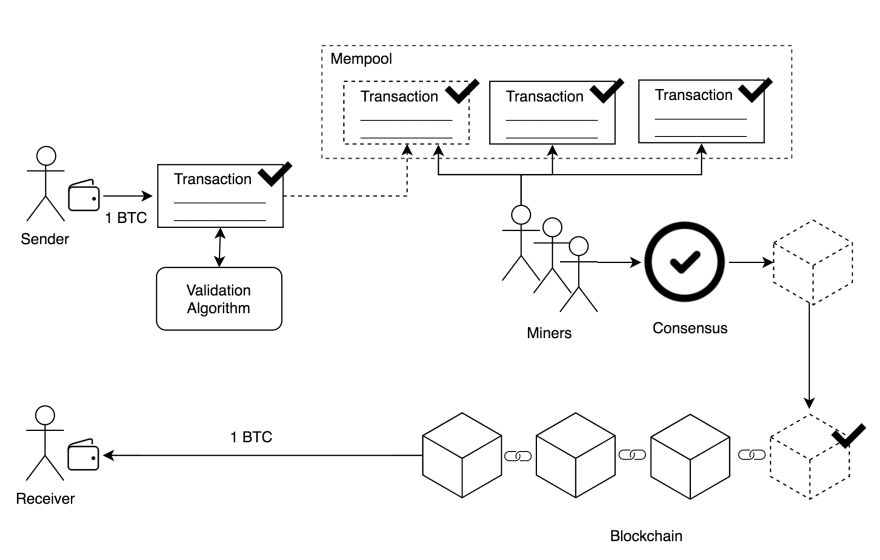 Mempool
Transaction
Transaction
Transaction
Transaction
1 BTC
Sender
Validation
Algorithm
Miners
Consensus
1 BTC
Receiver
Blockchain